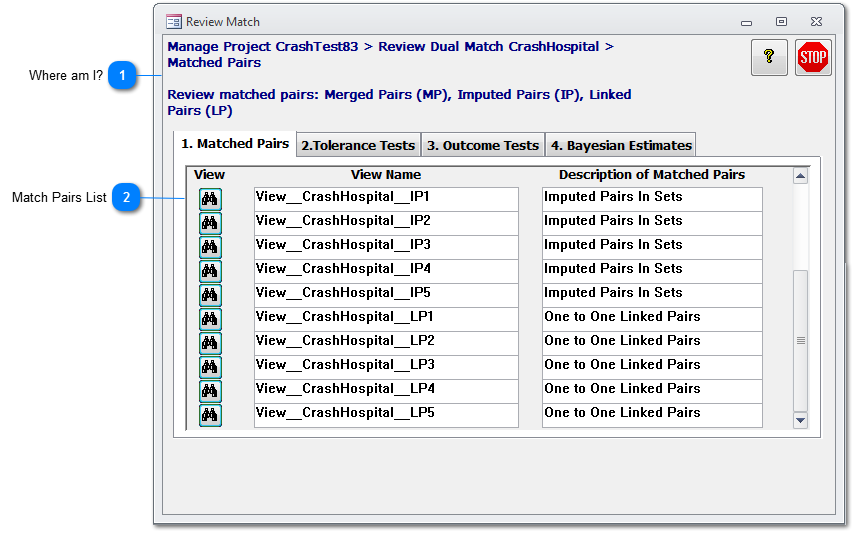 Review Match
Manage Project CrashTest83 > Review Dual Match CrashHospital >
Matched Pairs
?
STOP
Where am I? 1
Review matched pairs: Merged Pairs (MP), Imputed Pairs (IP), Linked
Pairs (LP)
1. Matched Pairs 2.Tolerance Tests 3. Outcome Tests 4. Bayesian Estimates
View View Name Description of Matched Pairs
Match Pairs List 2
View__CrashHospital__IP1 Imputed Pairs In Sets
View__CrashHospital__IP2 Imputed Pairs In Sets
View__CrashHospital__IP3 Imputed Pairs In Sets
View__CrashHospital__IP4 Imputed Pairs In Sets
View__CrashHospital__IP5 Imputed Pairs In Sets
View__CrashHospital__LP1 One to One Linked Pairs
View__CrashHospital__LP2 One to One Linked Pairs
View__CrashHospital__LP3 One to One Linked Pairs
View__CrashHospital__LP4 One to One Linked Pairs
View__CrashHospital__LP5 One to One Linked Pairs